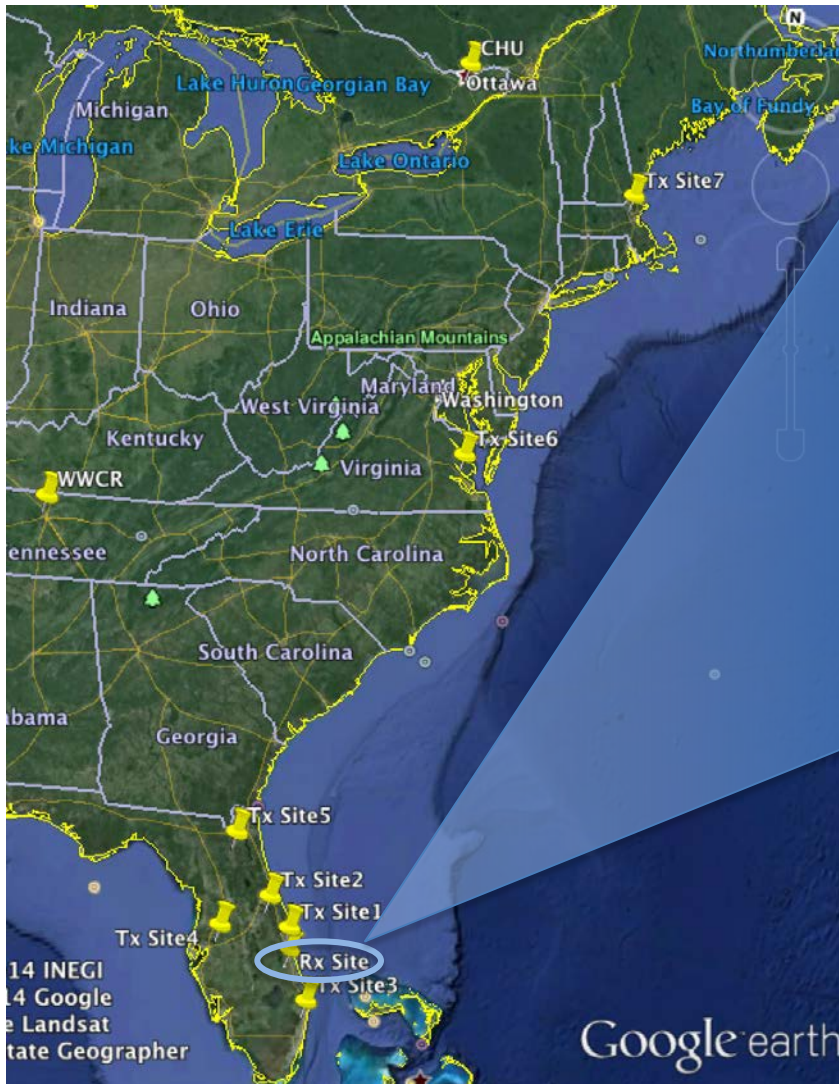 N
CHU
Northumberlan
Ottawa
Lake Huron
Georgian Bay
Michigan
Bay of Fundy
ke Michigan
Lake Ontario
Tx Site7
Lake Erie
Indiana
Ohio
Appalachian Mountains
Maryland
West Virginia
Washington
Kentucky
Tx Site6
Virginia
WWCR
ennessee
North Carolina
South Carolina
abama
Georgia
Tx Site5
Tx Site2
Tx Site1
Tx Site4
Rx Site
14 INEGI
Tx Site3
14 Google
e Landsat
tate Geographer
Google earth